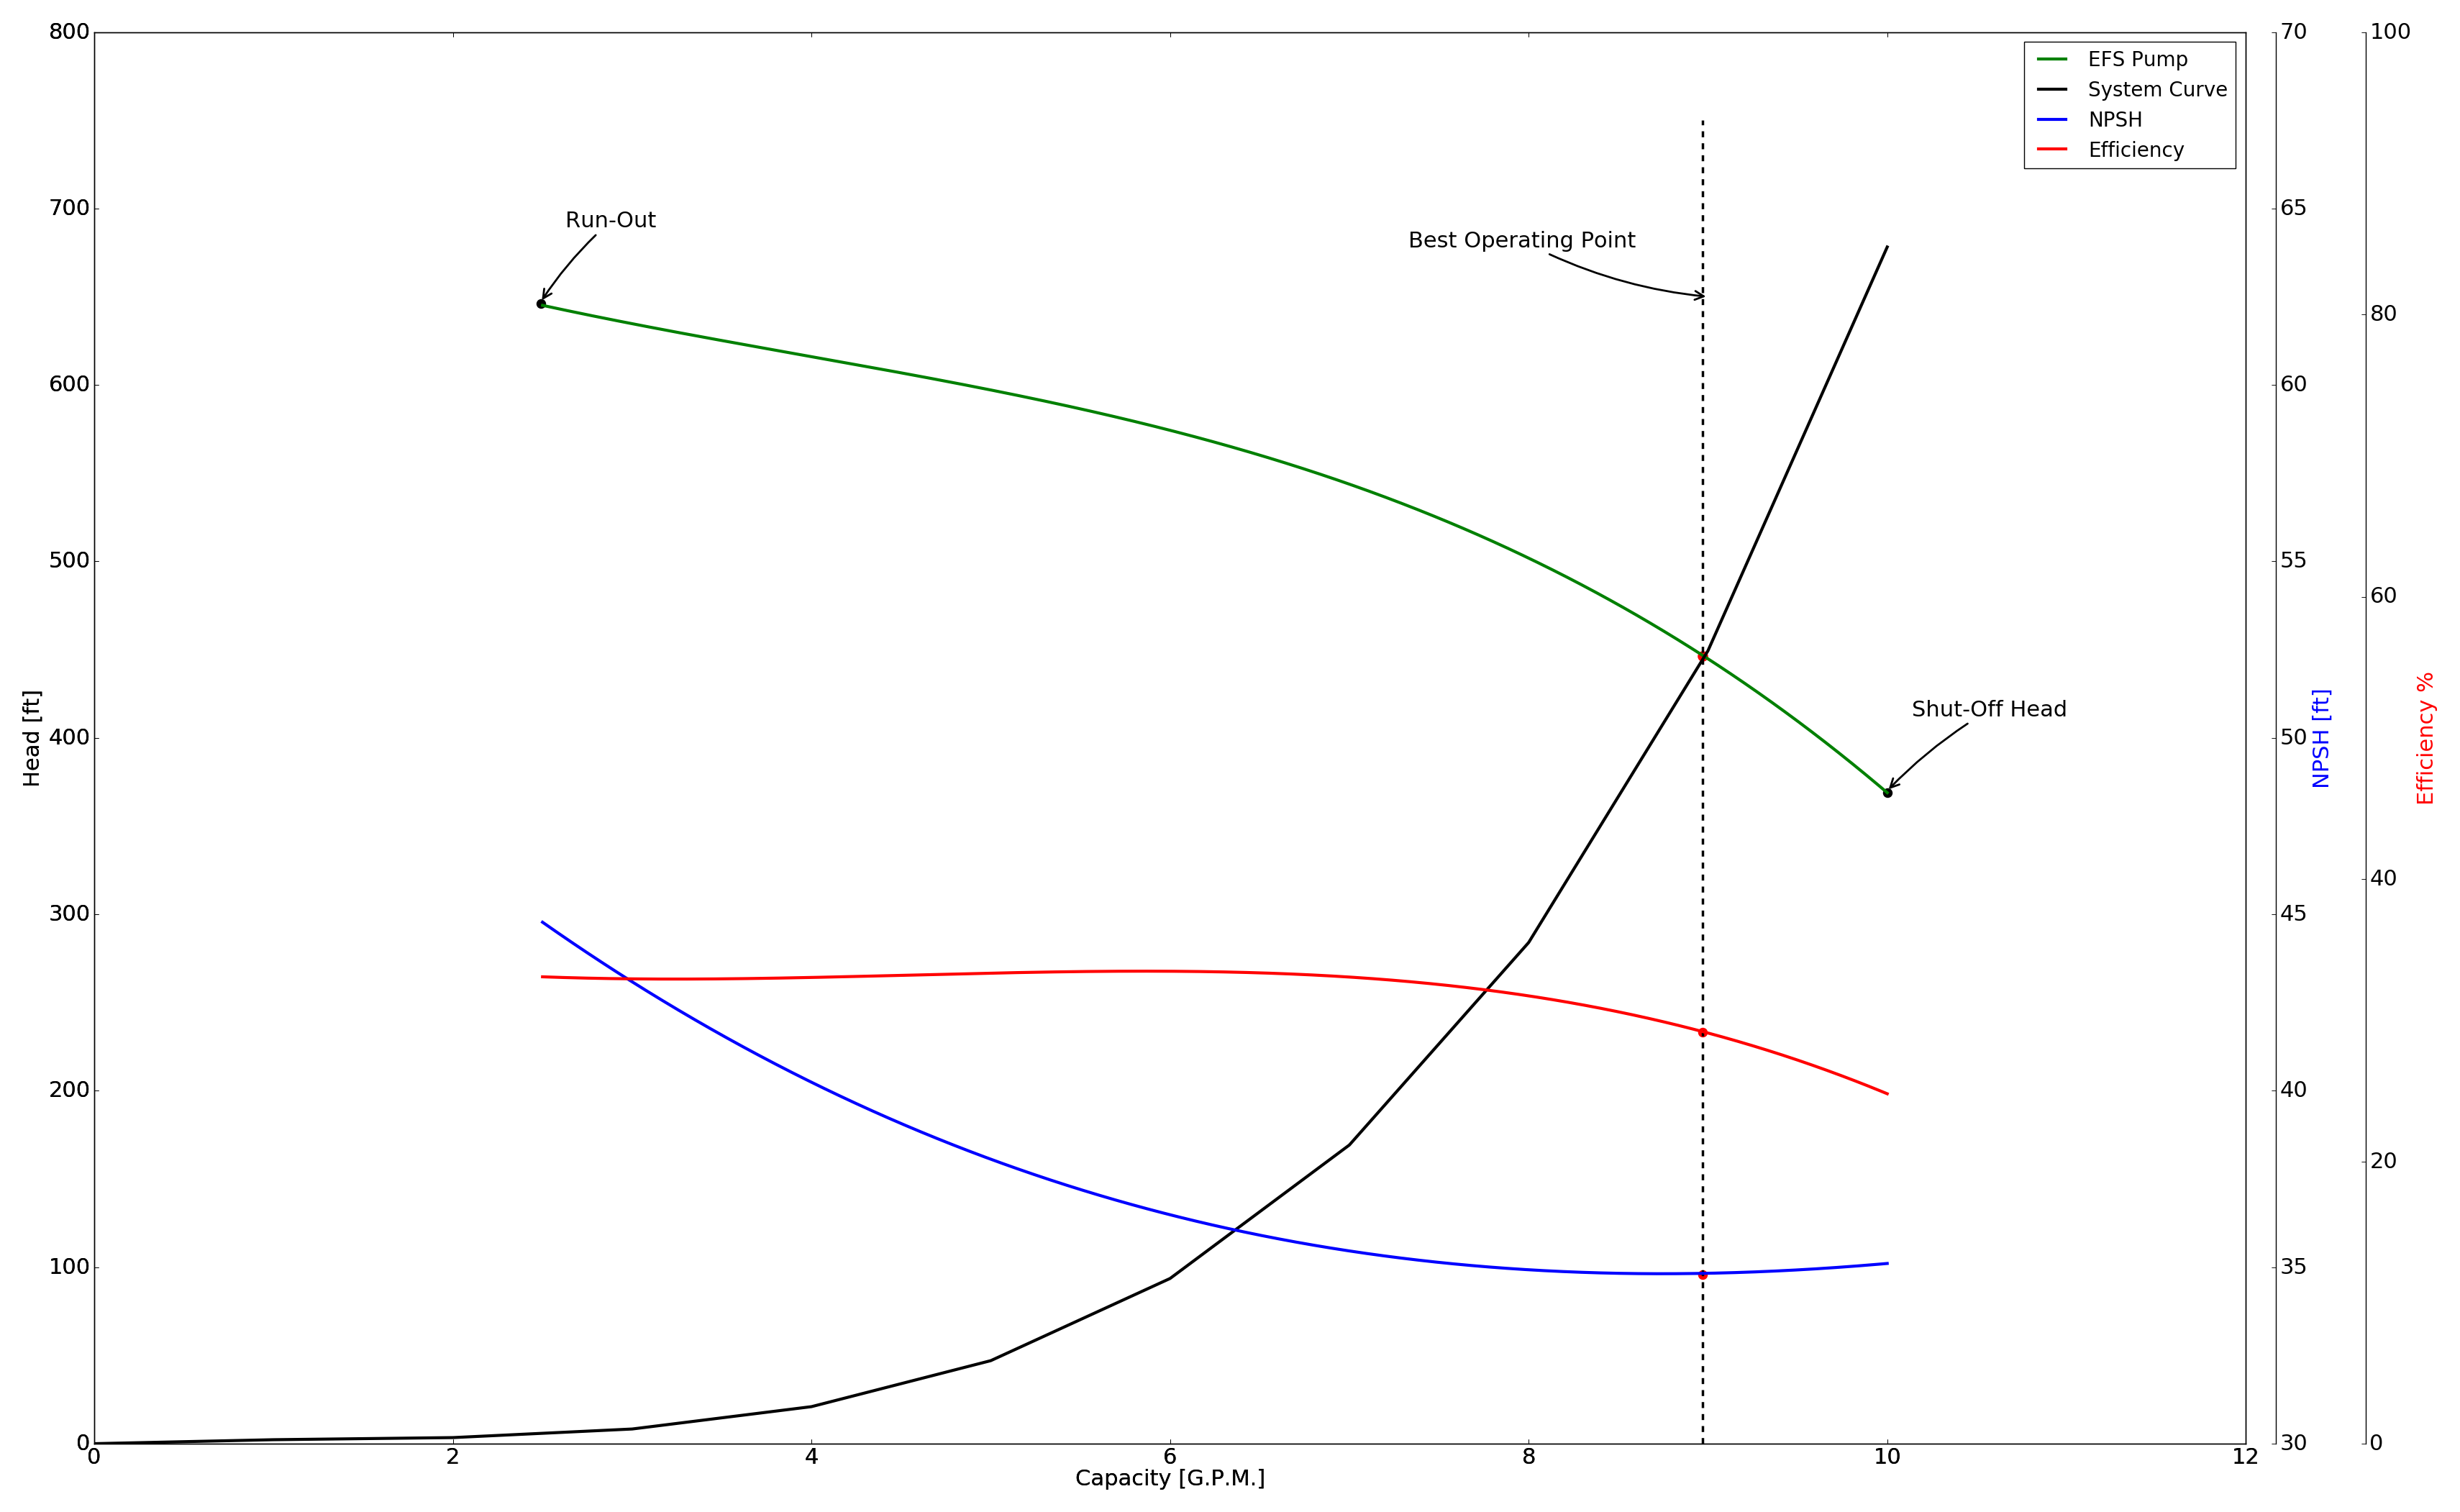 800
700
600
500
400
300
200
100
0
Head [ft]
0
2
4
6
8
10
12
Capacity [G.P.M.]
Run-Out
Best Operating Point
Shut-Off Head
EFS Pump
System Curve
NPSH
Efficiency
70
65
60
55
50
45
40
35
30
NPSH [ft]
100
80
60
40
20
0
Efficiency %